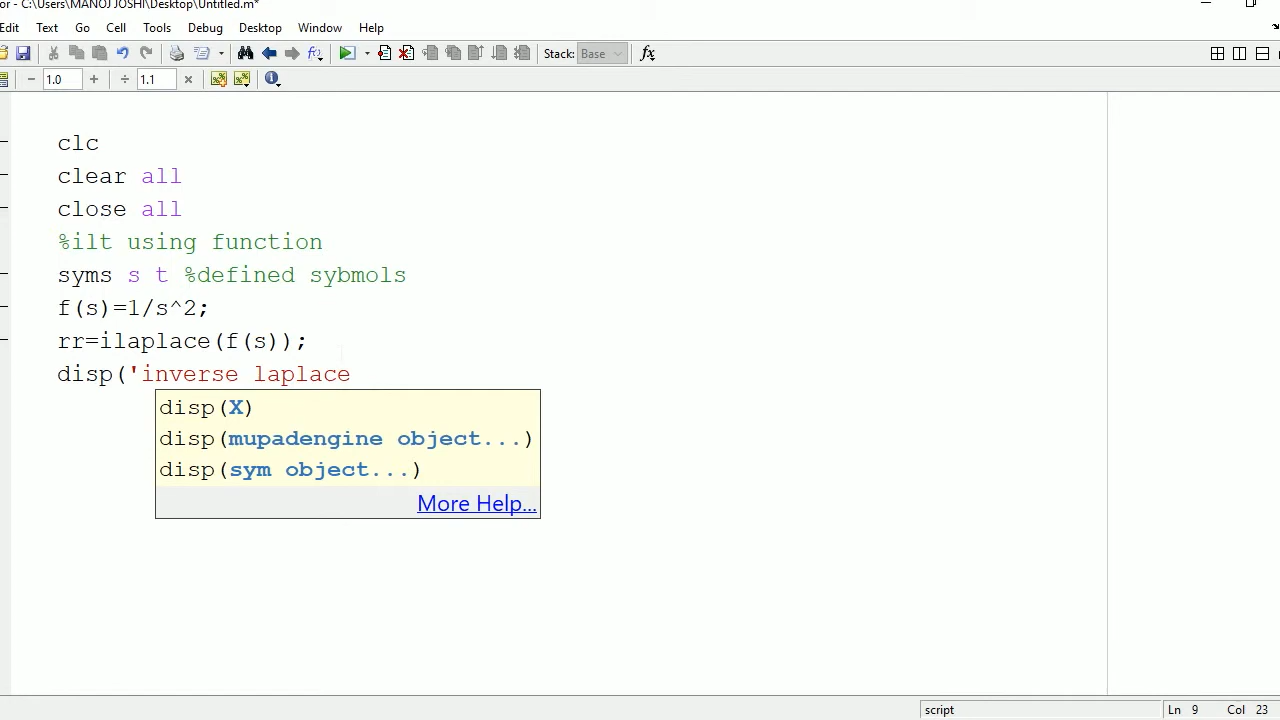 or - C:\Users\MANOJ JOSHI\Desktop\Untitled.m*
Edit Text Go Cell Tools Debug Desktop Window Help
Stack: Base fx
− 1.0 + ÷ 1.1 ×
clc
clear all
close all
%ilt using function
syms s t %defined sybmols
f(s)=1/s^2;
rr=ilaplace(f(s));
disp('inverse laplace
disp(X)
disp(mupadengine object...)
disp(sym object...)
More Help...
script Ln 9 Col 23